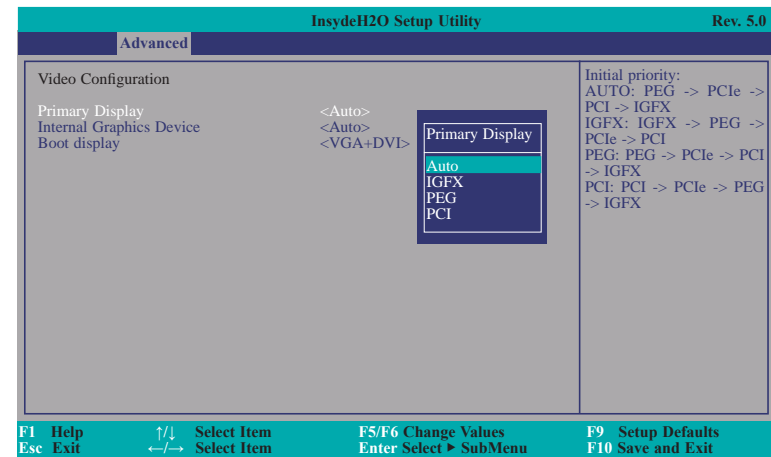 InsydeH2O Setup Utility Rev. 5.0
Advanced
Video Configuration
Primary Display <Auto>
Internal Graphics Device <Auto>
Boot display <VGA+DVI>
Primary Display
Auto
IGFX
PEG
PCI
Initial priority:
AUTO: PEG -> PCIe ->
PCI -> IGFX
IGFX: IGFX -> PEG ->
PCIe -> PCI
PEG: PEG -> PCIe -> PCI
-> IGFX
PCI: PCI -> PCIe -> PEG
-> IGFX
F1 Help ↑/↓ Select Item F5/F6 Change Values F9 Setup Defaults
Esc Exit ←/→ Select Item Enter Select ► SubMenu F10 Save and Exit